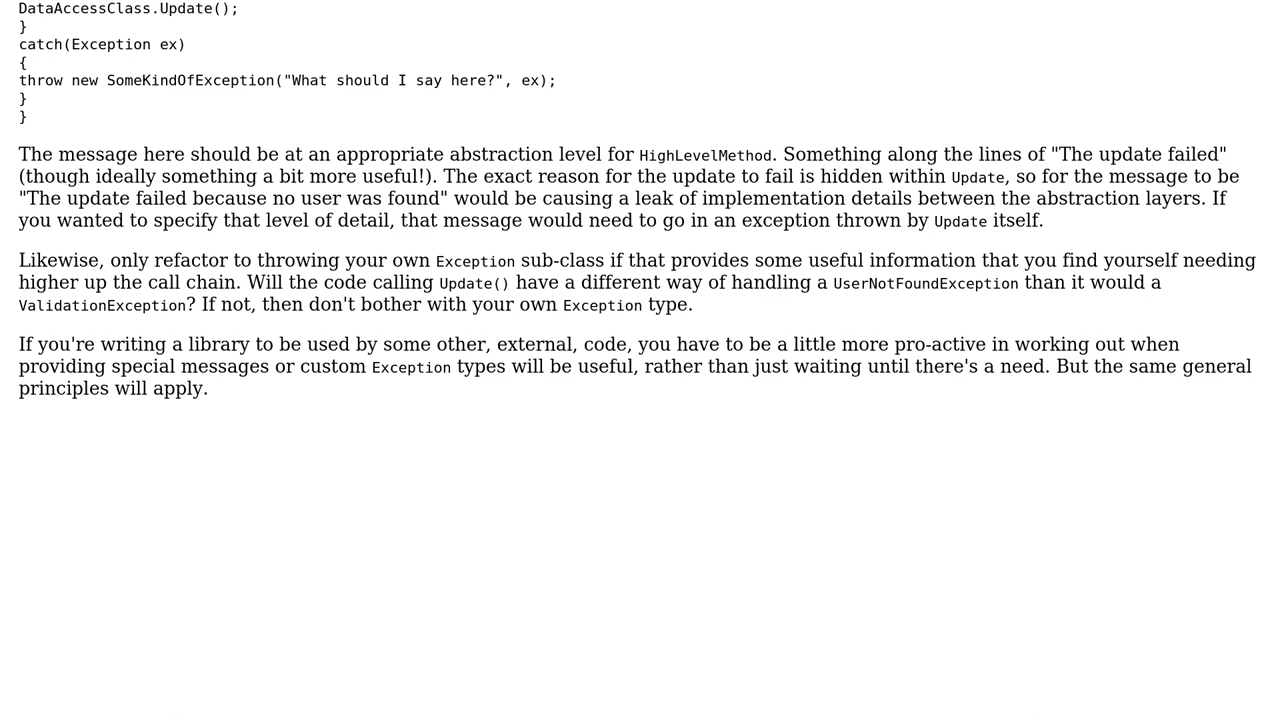 DataAccessClass.Update();
}
catch(Exception ex)
{
throw new SomeKindOfException("What should I say here?", ex);
}
}
The message here should be at an appropriate abstraction level for HighLevelMethod. Something along the lines of "The update failed"
(though ideally something a bit more useful!). The exact reason for the update to fail is hidden within Update, so for the message to be
"The update failed because no user was found" would be causing a leak of implementation details between the abstraction layers. If
you wanted to specify that level of detail, that message would need to go in an exception thrown by Update itself.
Likewise, only refactor to throwing your own Exception sub-class if that provides some useful information that you find yourself needing
higher up the call chain. Will the code calling Update() have a different way of handling a UserNotFoundException than it would a
ValidationException? If not, then don't bother with your own Exception type.
If you're writing a library to be used by some other, external, code, you have to be a little more pro-active in working out when
providing special messages or custom Exception types will be useful, rather than just waiting until there's a need. But the same general
principles will apply.